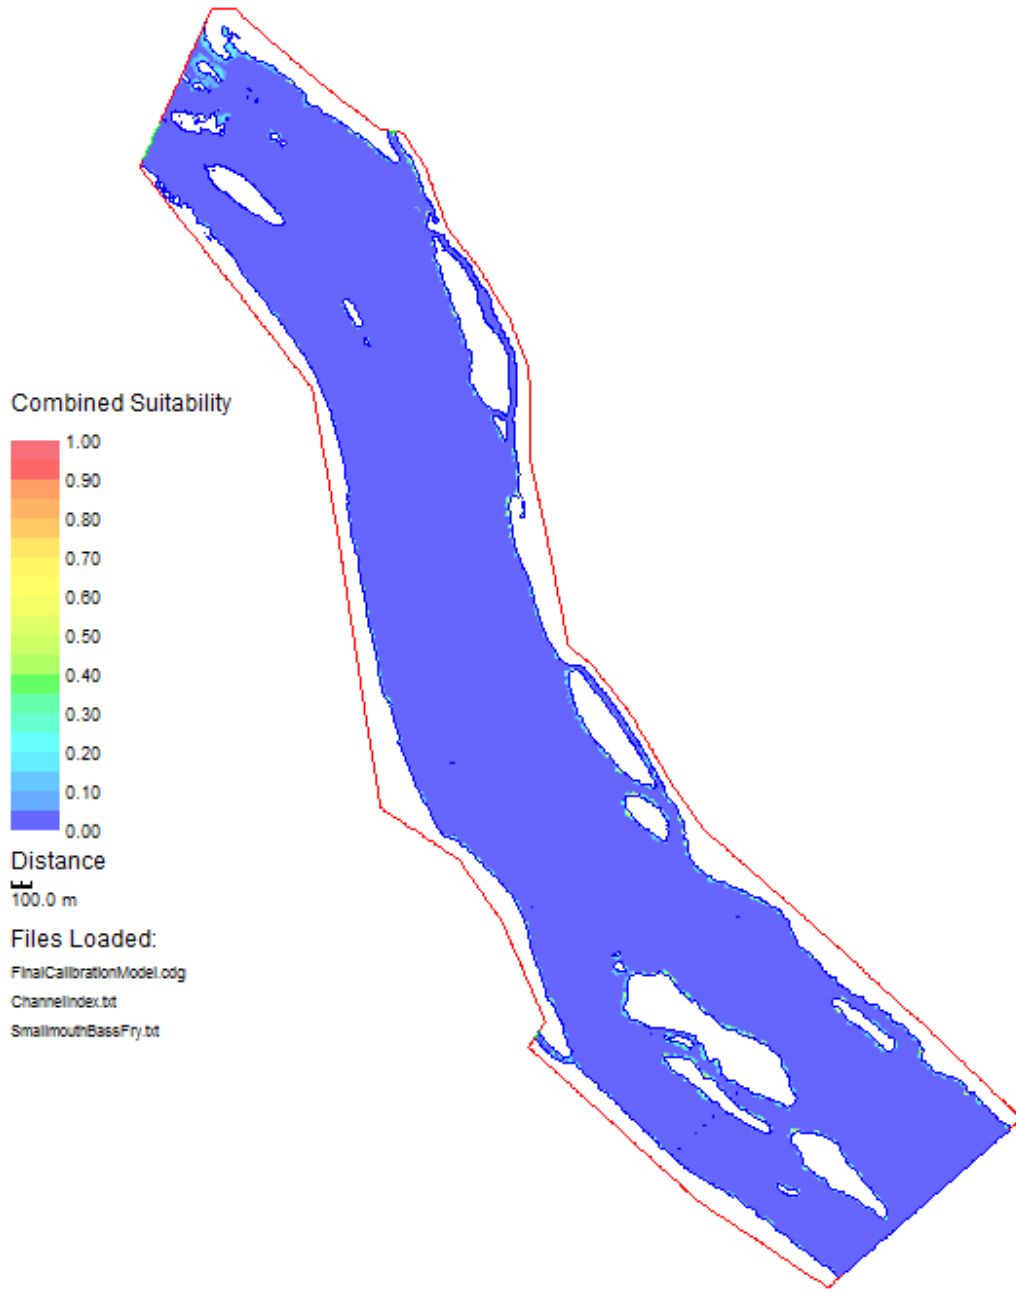 Combined Suitability
1.00
0.90
0.80
0.70
0.60
0.50
0.40
0.30
0.20
0.10
0.00
Distance
100.0 m
Files Loaded:
FinalCalibrationModel.cdg
ChannelIndex.txt
SmallmouthBassFry.txt